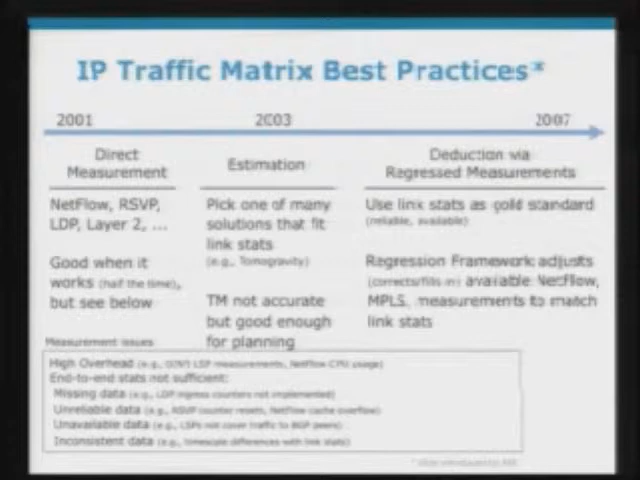 IP Traffic Matrix Best Practices*
2001 2003 2007
Direct
Measurement
NetFlow, RSVP,
LDP, Layer 2, ...
Good when it
works (half the time),
but see below
Estimation
Pick one of many
solutions that fit
link stats
(e.g., Tomogravity)
TM not accurate
but good enough
for planning
Deduction via
Regressed Measurements
Use link stats as gold standard
(reliable, available)
Regression Framework adjusts
(corrects/fills in) available NetFlow,
MPLS, measurements to match
link stats
Measurement issues
High Overhead (e.g., LSP measurements, NetFlow CPU usage)
End-to-end stats not sufficient:
Missing data (e.g., LDP ingress counters not implemented)
Unreliable data (e.g., RSVP counter resets, NetFlow cache overflow)
Unavailable data (e.g., LSPs not cover traffic to BGP peers)
Inconsistent data (e.g., timescale differences with link stats)